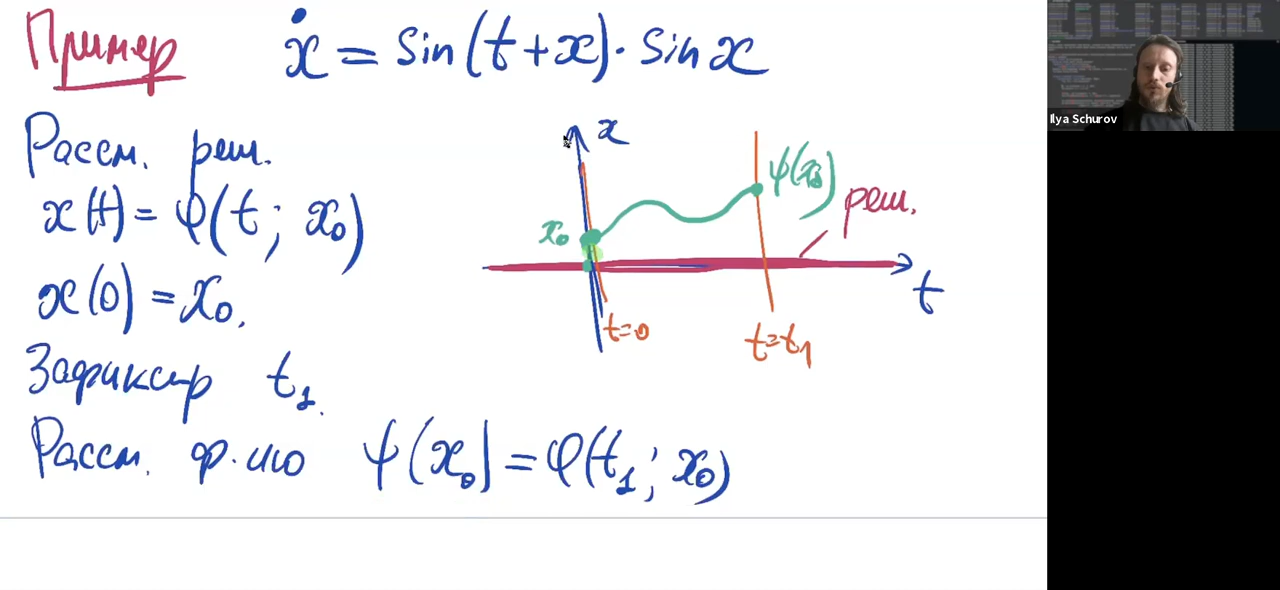 Пример ẋ = sin(t+x)· sin x
Рассм. реш.
x(t) = φ(t; x₀)
x(0) = x₀.
Зафиксир t₁.
Рассм. ф-ию ψ(x₀) = φ(t₁; x₀)
x
ψ(x₀)
реш.
x₀
t
t=0
t=t₁
Ilya Schurov